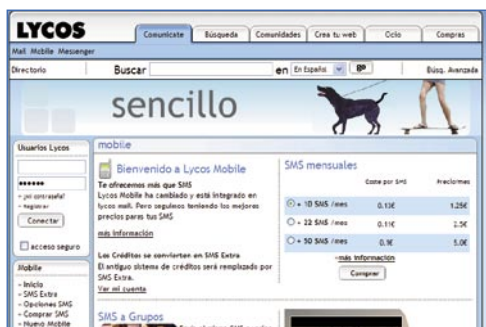 LYCOS
Comunícate Búsqueda Comunidades Crea tu web Ocio Compras
Mail Mobile Messenger
Directorio Buscar en En Español go Búsq. Avanzada
sencillo
Usuarios Lycos
¿mi contraseña?
Registrar
Conectar
acceso seguro
Mobile
- Inicio
- SMS Extra
- Opciones SMS
- Comprar SMS
- Nuevo Mobile
mobile
Bienvenido a Lycos Mobile
Te ofrecemos más que SMS
Lycos Mobile ha cambiado y está integrado en
lycos mail. Pero seguimos teniendo los mejores
precios para tus SMS
más información
Los Créditos se convierten en SMS Extra
El antiguo sistema de créditos será remplazado por
SMS Extra.
Ver mi cuenta
SMS a Grupos
SMS mensuales
Coste por SMS Precio/mes
+ 10 SMS /mes 0.13€ 1.25€
+ 22 SMS /mes 0.11€ 2.5€
+ 50 SMS /mes 0.1€ 5.0€
-más información
Comprar